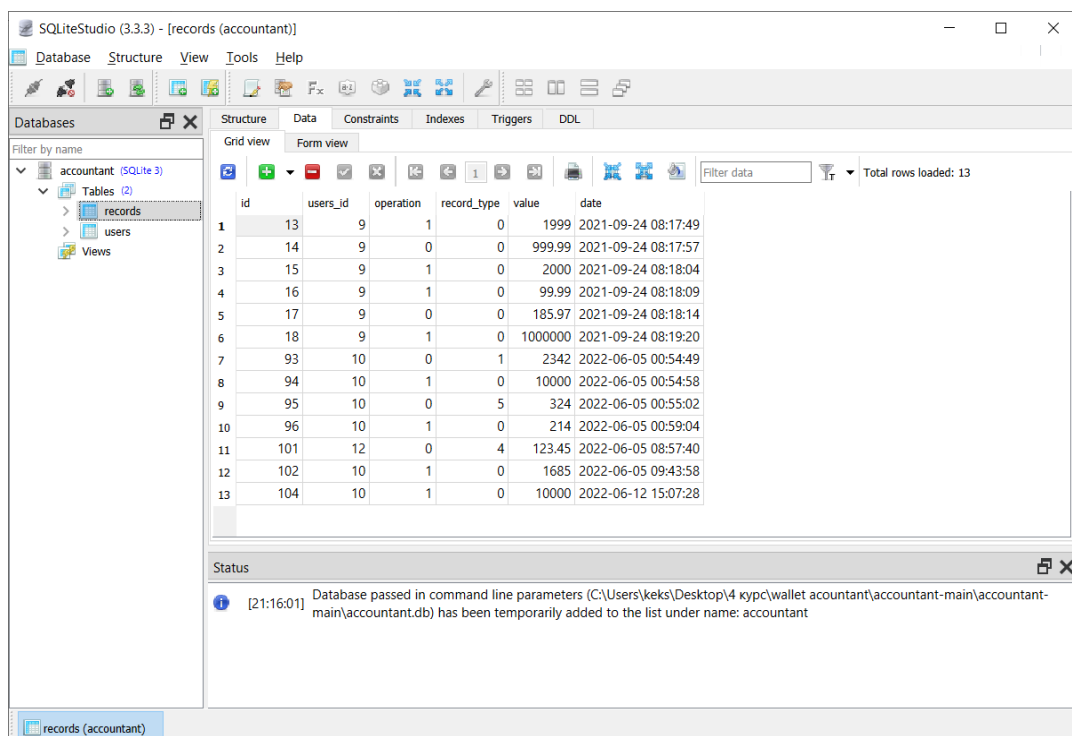 SQLiteStudio (3.3.3) - [records (accountant)]
Database Structure View Tools Help
Databases
Filter by name
accountant (SQLite 3)
Tables (2)
records
users
Views
Structure Data Constraints Indexes Triggers DDL
Grid view Form view
1 Filter data Total rows loaded: 13
id users_id operation record_type value date
1 13 9 1 0 1999 2021-09-24 08:17:49
2 14 9 0 0 999.99 2021-09-24 08:17:57
3 15 9 1 0 2000 2021-09-24 08:18:04
4 16 9 1 0 99.99 2021-09-24 08:18:09
5 17 9 0 0 185.97 2021-09-24 08:18:14
6 18 9 1 0 1000000 2021-09-24 08:19:20
7 93 10 0 1 2342 2022-06-05 00:54:49
8 94 10 1 0 10000 2022-06-05 00:54:58
9 95 10 0 5 324 2022-06-05 00:55:02
10 96 10 1 0 214 2022-06-05 00:59:04
11 101 12 0 4 123.45 2022-06-05 08:57:40
12 102 10 1 0 1685 2022-06-05 09:43:58
13 104 10 1 0 10000 2022-06-12 15:07:28
Status
[21:16:01] Database passed in command line parameters (C:\Users\keks\Desktop\4 курс\wallet acountant\accountant-main\accountant-
main\accountant.db) has been temporarily added to the list under name: accountant
records (accountant)